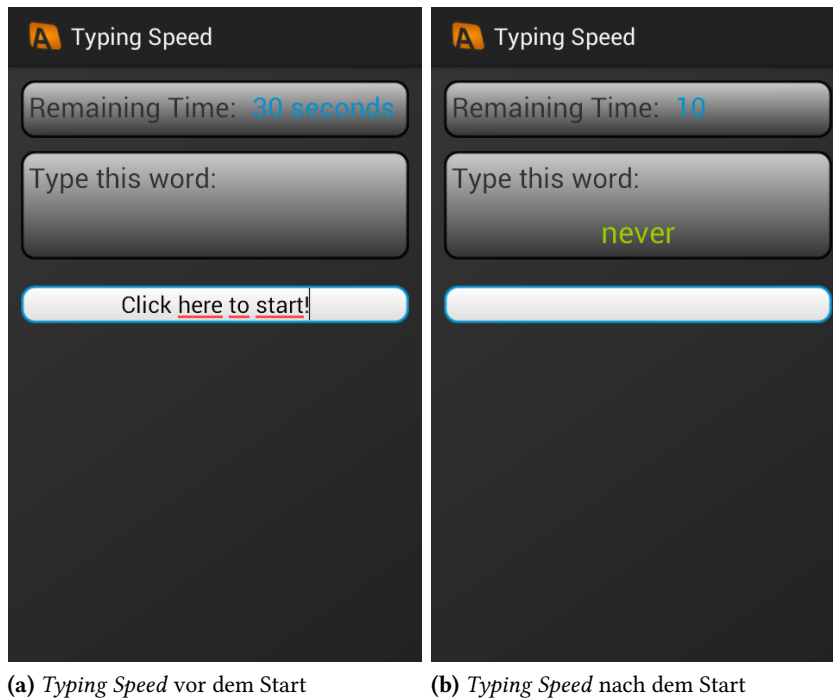 Typing Speed
Remaining Time: 30 seconds
Type this word:
Click here to start!
(a) Typing Speed vor dem Start
Typing Speed
Remaining Time: 10
Type this word:
never
(b) Typing Speed nach dem Start